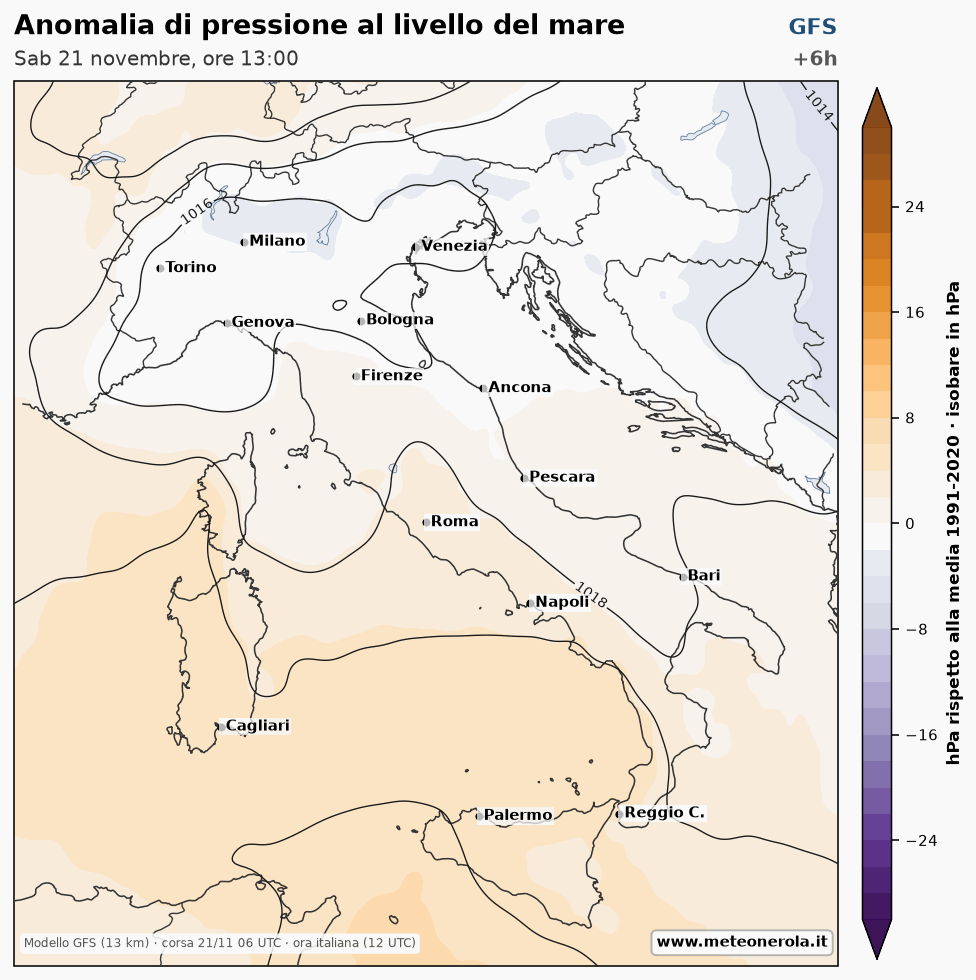 Anomalia di pressione al livello del mare
GFS
Sab 21 novembre, ore 13:00
+6h
1014
1016
Milano
Venezia
Torino
Genova
Bologna
Firenze
Ancona
Pescara
Roma
Bari
1018
Napoli
Cagliari
Palermo
Reggio C.
24
16
8
0
−8
−16
−24
hPa rispetto alla media 1991-2020 · isobare in hPa
Modello GFS (13 km) · corsa 21/11 06 UTC · ora italiana (12 UTC)
www.meteonerola.it